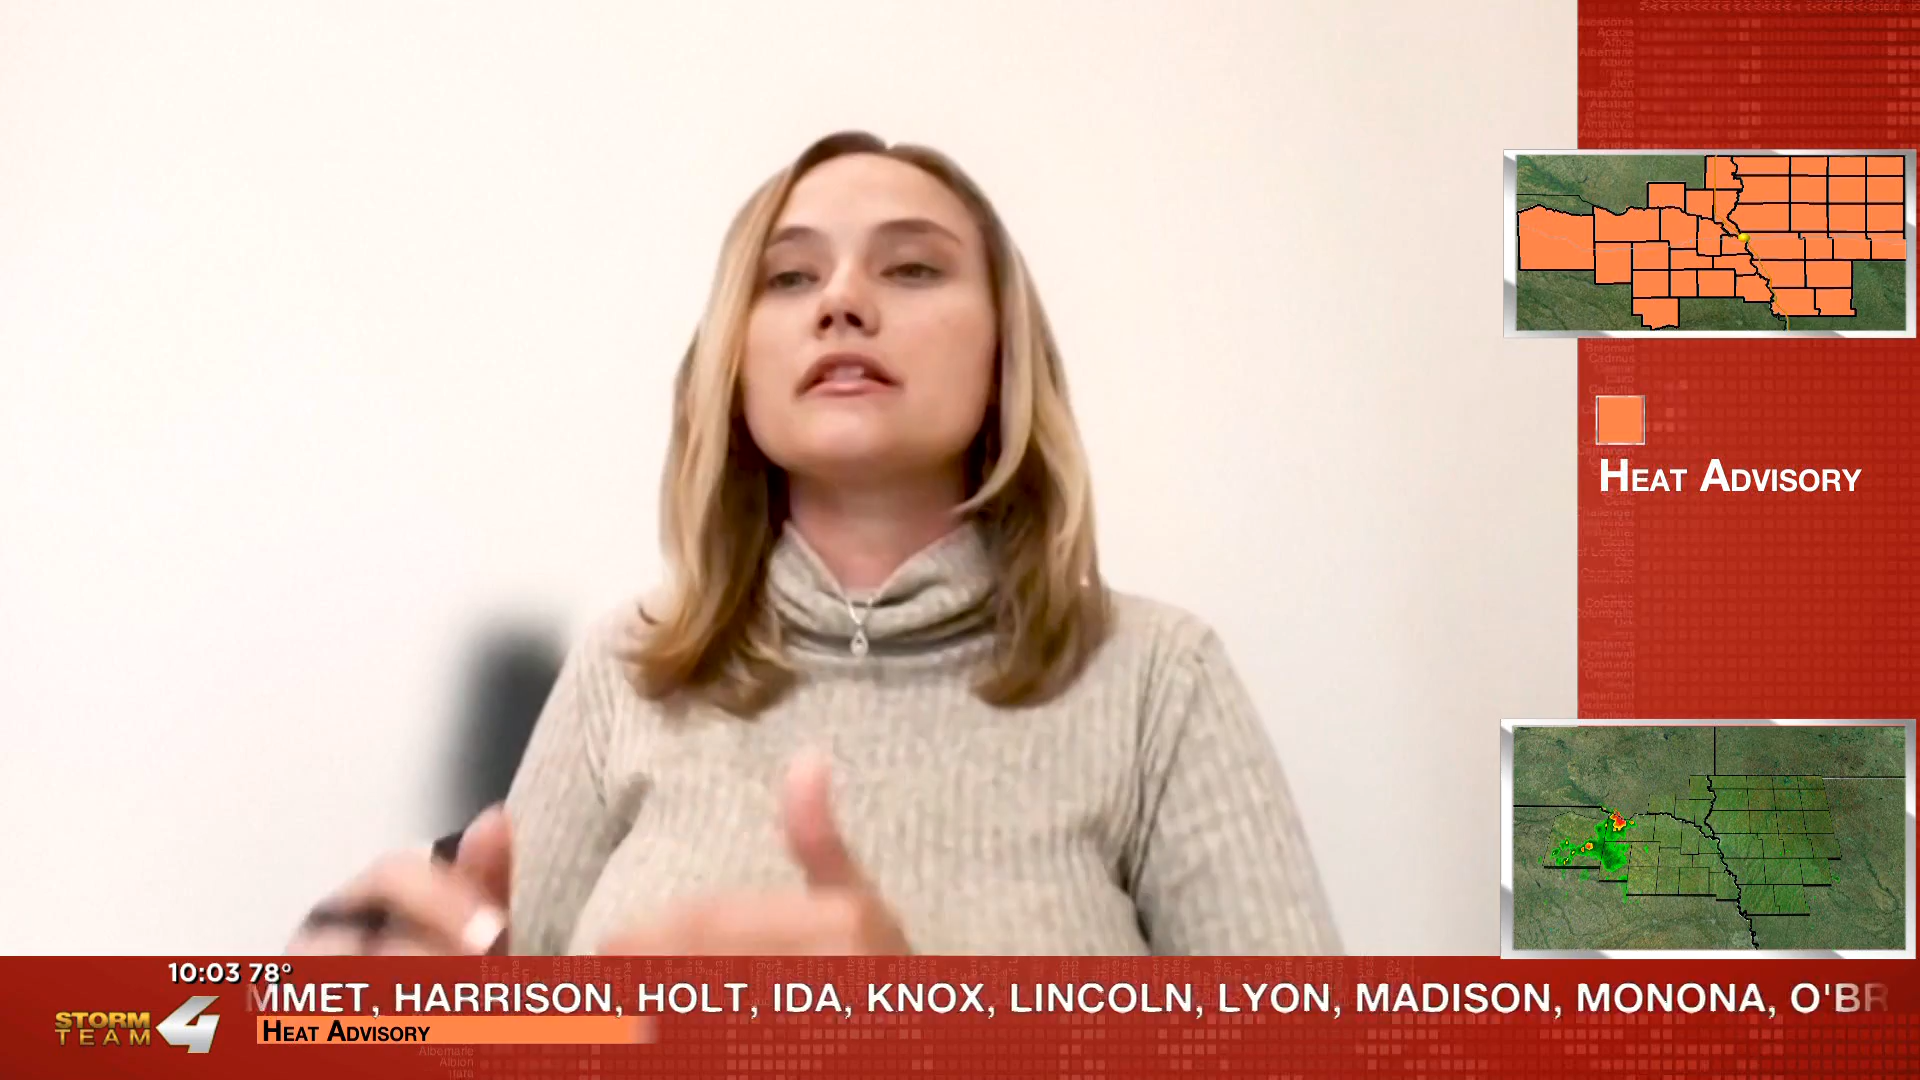 HEAT ADVISORY
10:03 78°
MMET, HARRISON, HOLT, IDA, KNOX, LINCOLN, LYON, MADISON, MONONA, O'BR
STORM
TEAM 4
HEAT ADVISORY